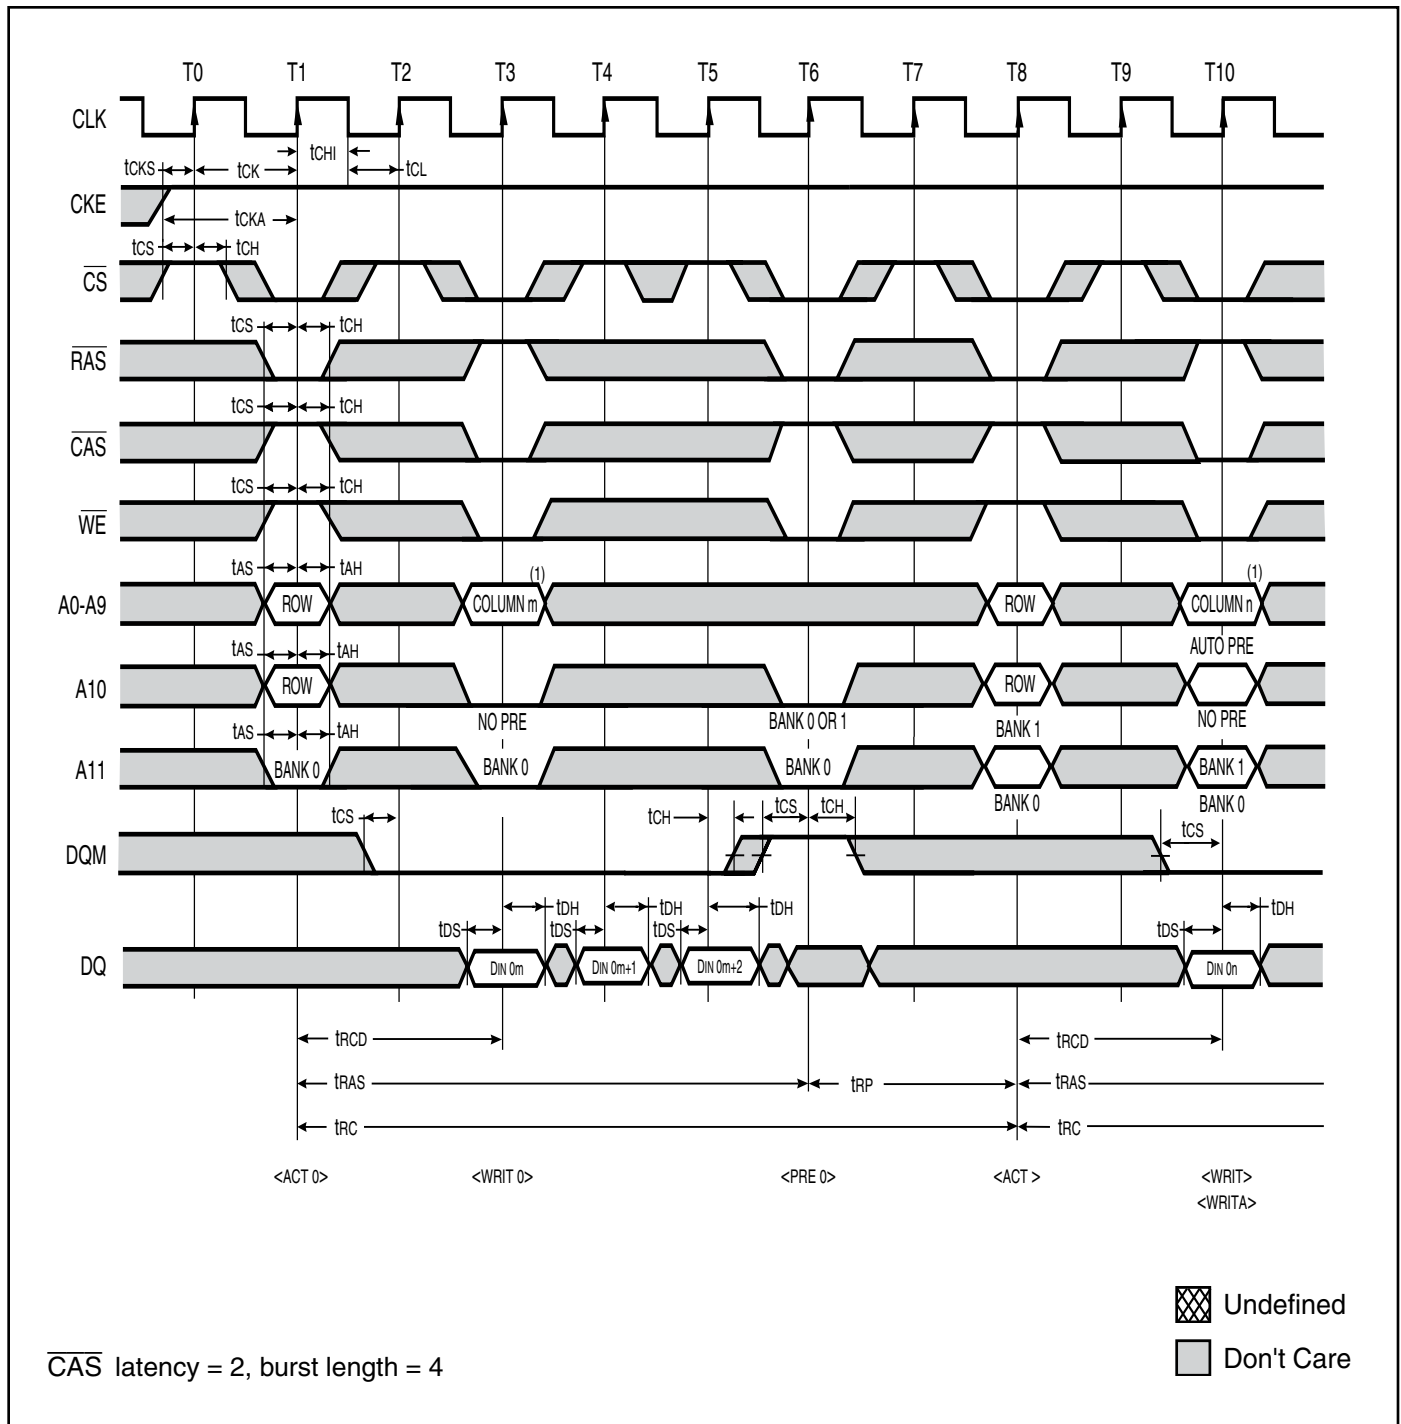 T0 T1 T2 T3 T4 T5 T6 T7 T8 T9 T10
CLK
tCHI
tCKS tCK tCL
CKE
tCKA
tCS tCH
CS
tCS tCH
RAS
tCS tCH
CAS
tCS tCH
WE
tAS tAH (1) (1)
A0-A9 ROW COLUMN m ROW COLUMN n
AUTO PRE
tAS tAH
A10 ROW ROW
NO PRE BANK 0 OR 1 BANK 1 NO PRE
tAS tAH
A11 BANK 0 BANK 0 BANK 0 BANK 1
BANK 0 BANK 0
tCS tCH tCS tCH tCS
DQM
tDH tDH tDH tDH
tDS tDS tDS tDS
DQ DIN 0m DIN 0m+1 DIN 0m+2 DIN 0n
tRCD tRCD
tRAS tRP tRAS
tRC tRC
<ACT 0> <WRIT 0> <PRE 0> <ACT > <WRIT>
<WRITA>
Undefined
Don't Care
CAS latency = 2, burst length = 4